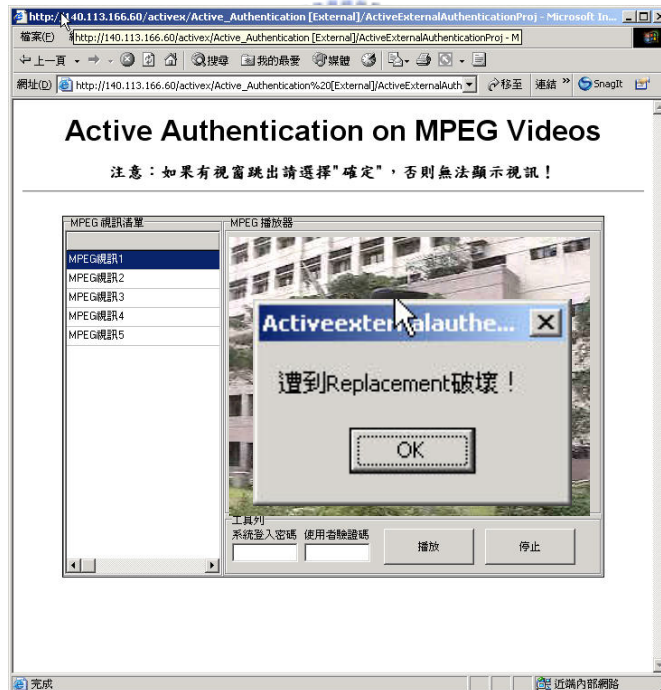 http://140.113.166.60/activex/Active_Authentication [External]/ActiveExternalAuthenticationProj - Microsoft In...
檔案(F)
http://140.113.166.60/activex/Active_Authentication [External]/ActiveExternalAuthenticationProj - M
上一頁 搜尋 我的最愛 媒體
網址(D) http://140.113.166.60/activex/Active_Authentication%20[External]/ActiveExternalAuth 移至 連結 » SnagIt
Active Authentication on MPEG Videos
注意：如果有視窗跳出請選擇"確定"，否則無法顯示視訊！
MPEG 視訊清單 MPEG 播放器
MPEG視訊1
MPEG視訊2
MPEG視訊3
MPEG視訊4
MPEG視訊5
Activeexternalauthe...
遭到Replacement破壞！
OK
工具列
系統登入密碼 使用者驗證碼
播放 停止
完成 近端內部網路